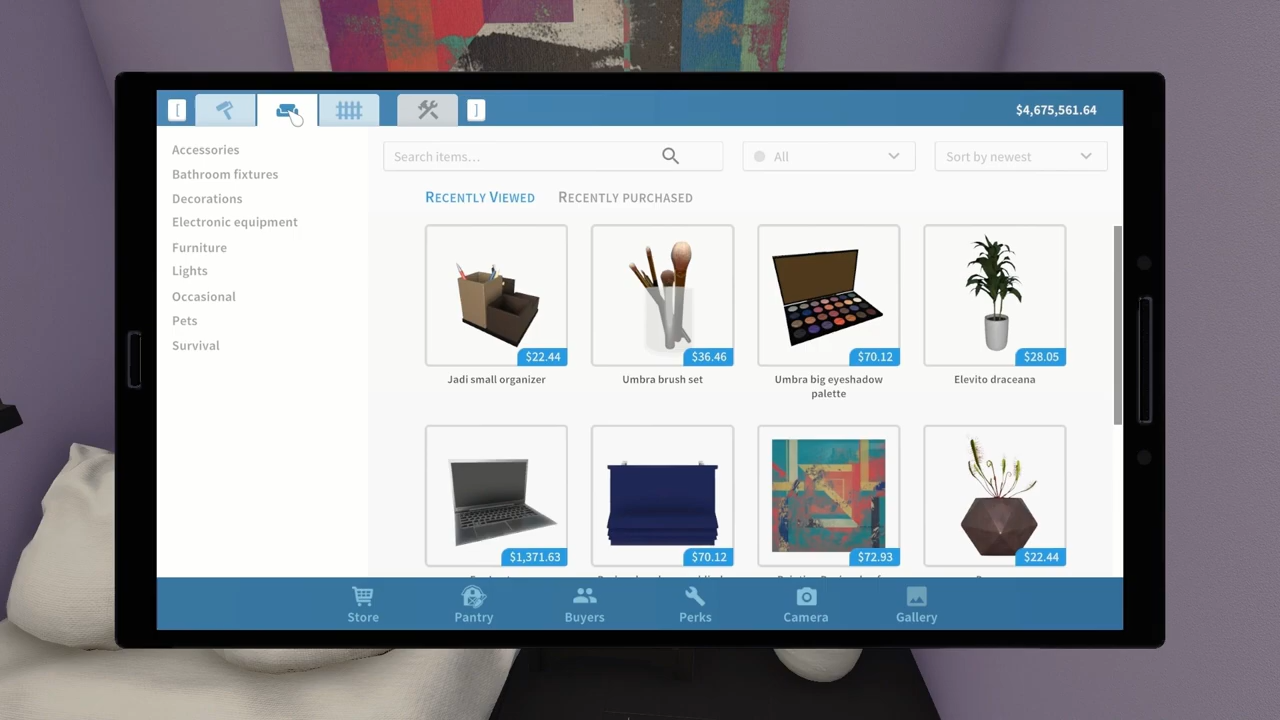 [
]
$4,675,561.64
Accessories
Bathroom fixtures
Decorations
Electronic equipment
Furniture
Lights
Occasional
Pets
Survival
Search items...
All
Sort by newest
RECENTLY VIEWED
RECENTLY PURCHASED
$22.44
$36.46
$70.12
$28.05
Jadi small organizer
Umbra brush set
Umbra big eyeshadow
palette
Elevito draceana
$1,371.63
$70.12
$72.93
$22.44
Store
Pantry
Buyers
Perks
Camera
Gallery